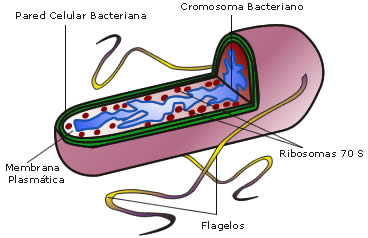 Cromosoma Bacteriano
Pared Celular Bacteriana
Ribosomas 70 S
Membrana
Plasmática
Flagelos